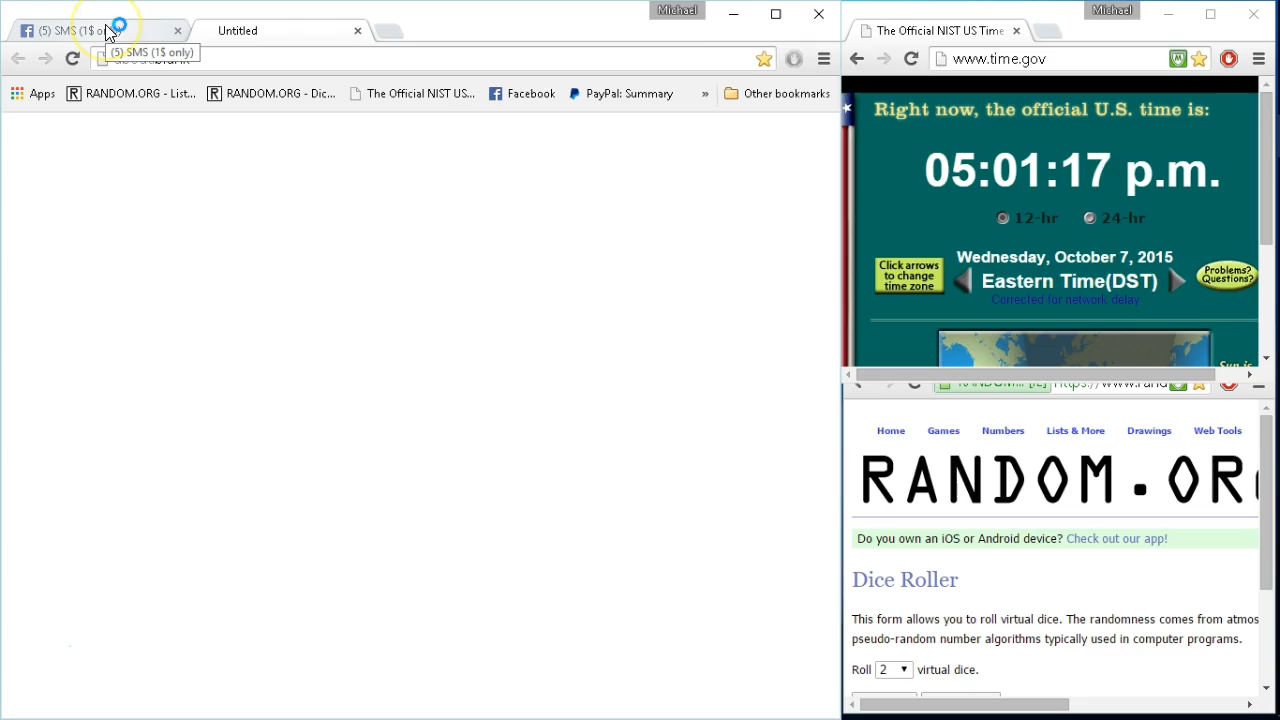 (5) SMS (1$ o
Untitled
Michael
(5) SMS (1$ only)
Apps
RANDOM.ORG - List...
RANDOM.ORG - Dic...
The Official NIST US...
Facebook
PayPal: Summary
»
Other bookmarks
Michael
The Official NIST US Time
www.time.gov
Right now, the official U.S. time is:
05:01:17 p.m.
12-hr
24-hr
Click arrows
to change
time zone
Wednesday, October 7, 2015
Eastern Time(DST)
Corrected for network delay
Problems?
Questions?
Sun is
Home
Games
Numbers
Lists & More
Drawings
Web Tools
RANDOM.OR
Do you own an iOS or Android device? Check out our app!
Dice Roller
This form allows you to roll virtual dice. The randomness comes from atmos
pseudo-random number algorithms typically used in computer programs.
Roll 2 virtual dice.